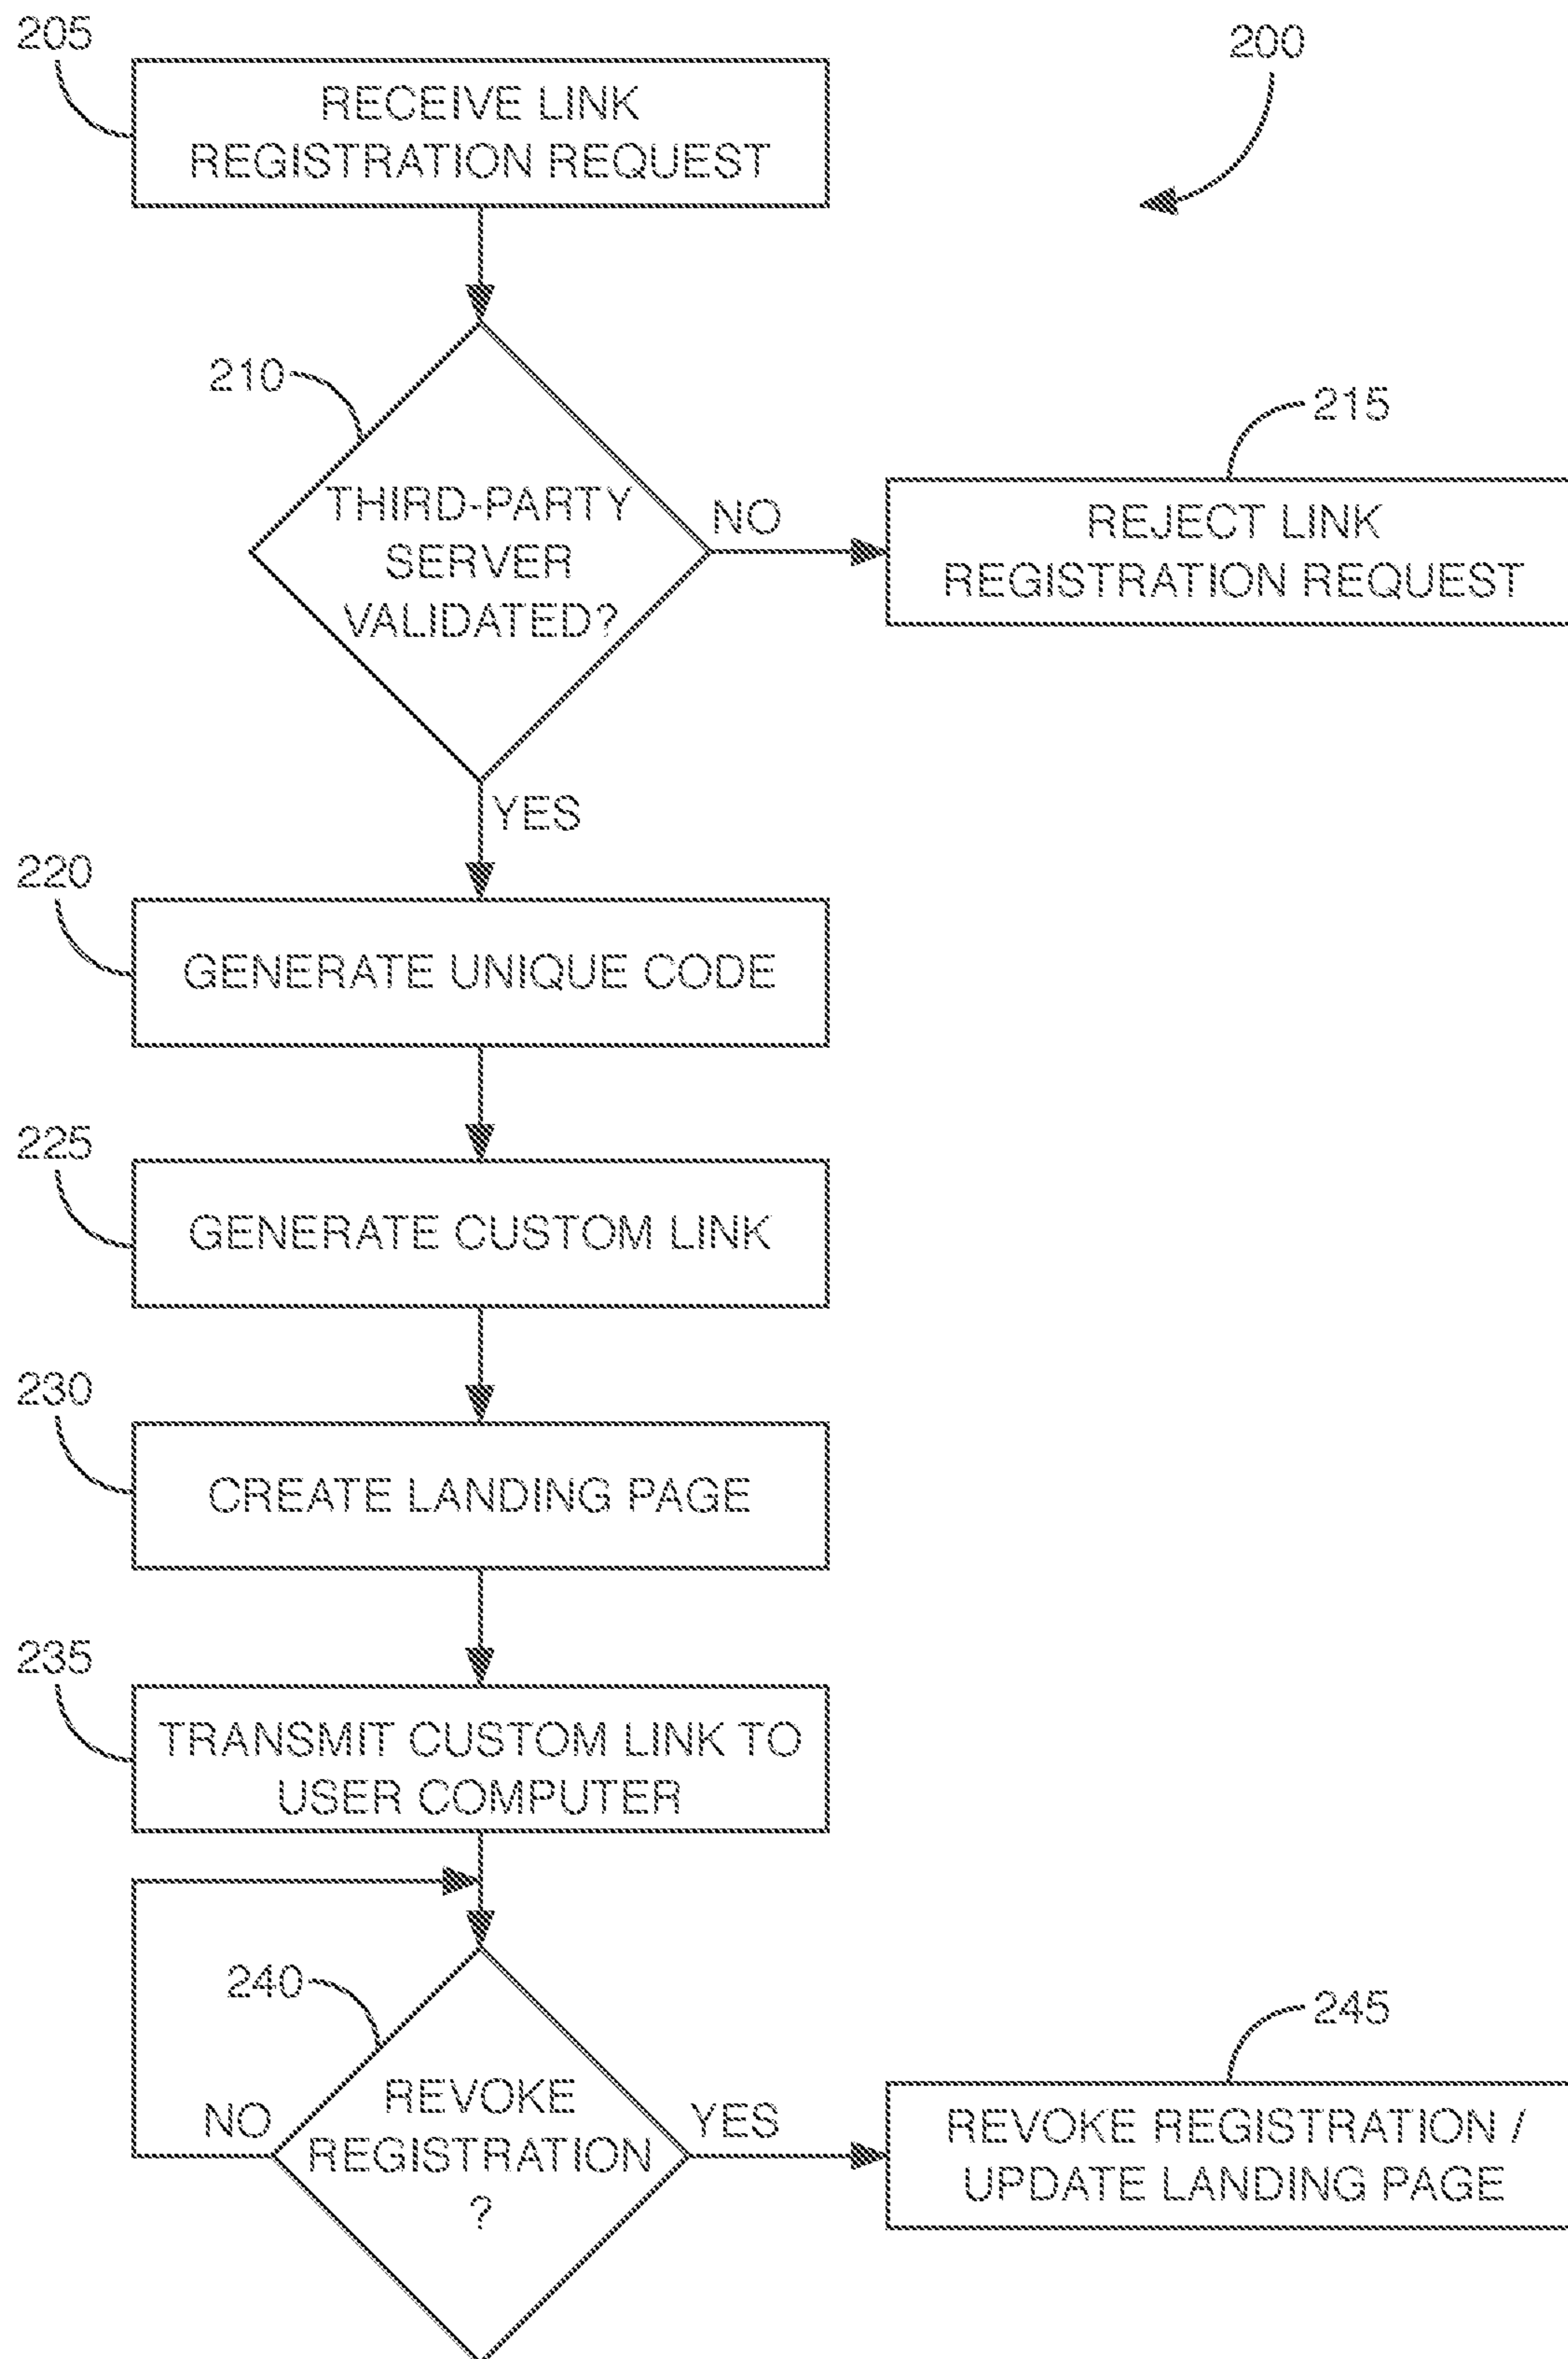 205
200
RECEIVE LINK
REGISTRATION REQUEST
210
215
THIRD-PARTY
SERVER
VALIDATED?
NO
REJECT LINK
REGISTRATION REQUEST
YES
220
GENERATE UNIQUE CODE
225
GENERATE CUSTOM LINK
230
CREATE LANDING PAGE
235
TRANSMIT CUSTOM LINK TO
USER COMPUTER
240
245
REVOKE
REGISTRATION
?
NO
YES
REVOKE REGISTRATION /
UPDATE LANDING PAGE